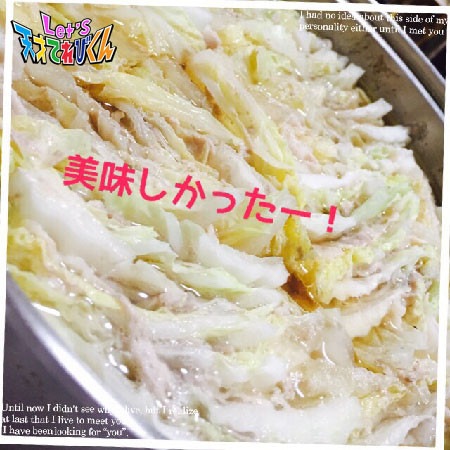 Let's
天才てれびくん
I had no idea about this side of my
personality either until I met you
美味しかったー！
Until now I didn't see why live, but I realize
at last that I live to meet you
I have been looking for "you".